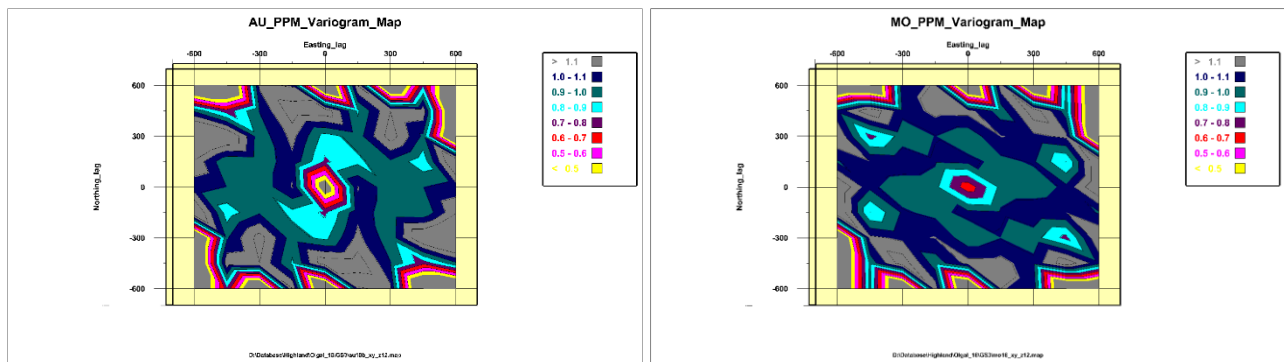 AU_PPM_Variogram_Map
Easting_lag
-600 -300 0 300 600
600
300
0
-300
-600
Northing_lag
> 1.1
1.0 - 1.1
0.9 - 1.0
0.8 - 0.9
0.7 - 0.8
0.6 - 0.7
0.5 - 0.6
< 0.5
MO_PPM_Variogram_Map
Easting_lag
-600 -300 0 300 600
600
300
0
-300
-600
Northing_lag
> 1.1
1.0 - 1.1
0.9 - 1.0
0.8 - 0.9
0.7 - 0.8
0.6 - 0.7
0.5 - 0.6
< 0.5